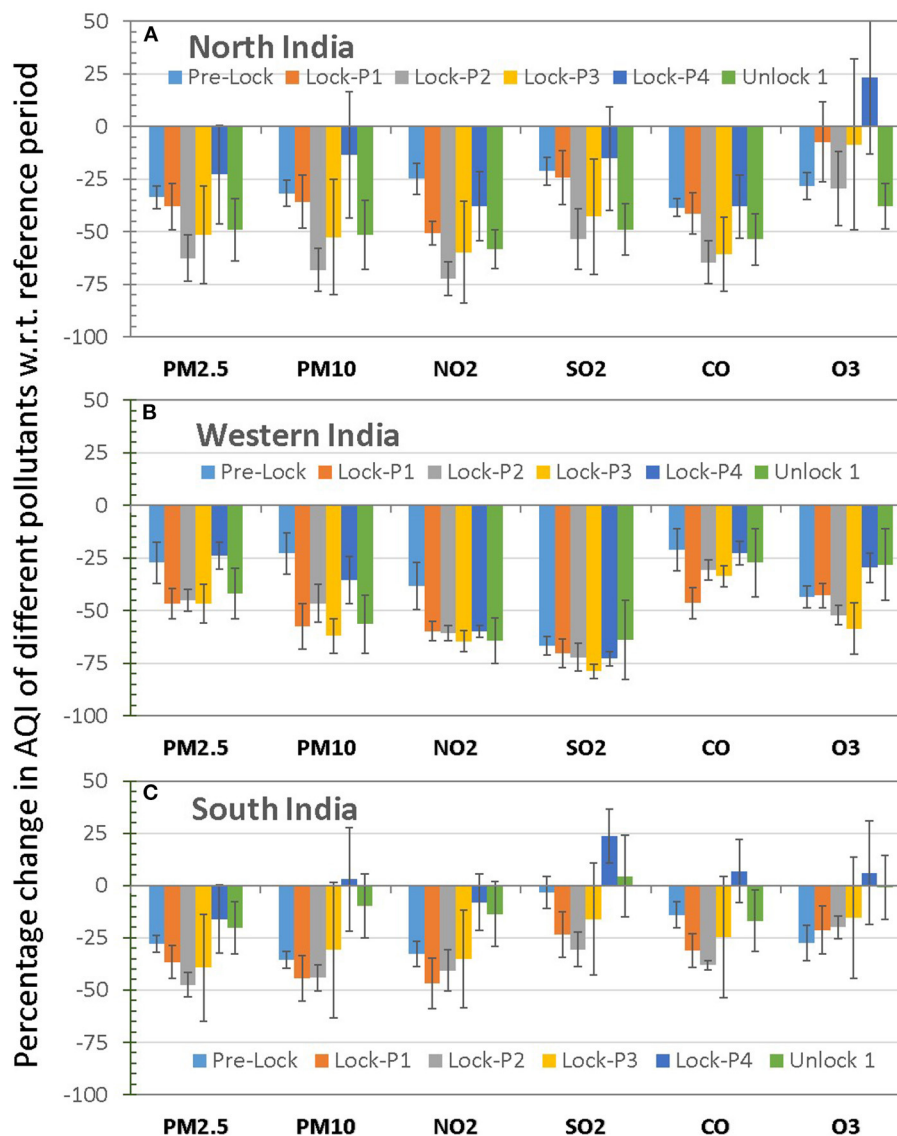 Percentage change in AQI of different pollutants w.r.t. reference period
50
A
North India
25
Pre-Lock Lock-P1 Lock-P2 Lock-P3 Lock-P4 Unlock 1
0
-25
-50
-75
-100
PM2.5 PM10 NO2 SO2 CO O3
50
B
Western India
25
Pre-Lock Lock-P1 Lock-P2 Lock-P3 Lock-P4 Unlock 1
0
-25
-50
-75
-100
PM2.5 PM10 NO2 SO2 CO O3
50
C
South India
25
0
-25
-50
-75
Pre-Lock Lock-P1 Lock-P2 Lock-P3 Lock-P4 Unlock 1
-100
PM2.5 PM10 NO2 SO2 CO O3